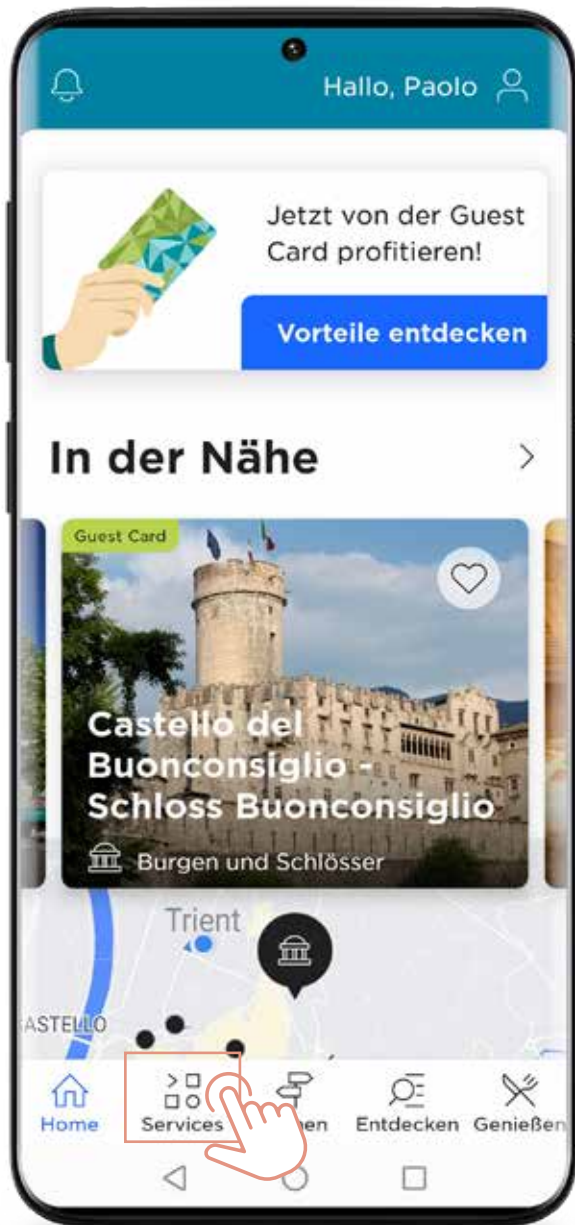 Hallo, Paolo
Jetzt von der Guest
Card profitieren!
Vorteile entdecken
In der Nähe
Guest Card
Castello del
Buonconsiglio -
Schloss Buonconsiglio
Burgen und Schlösser
Trient
ASTELLO
Home Services Entdecken Genießen